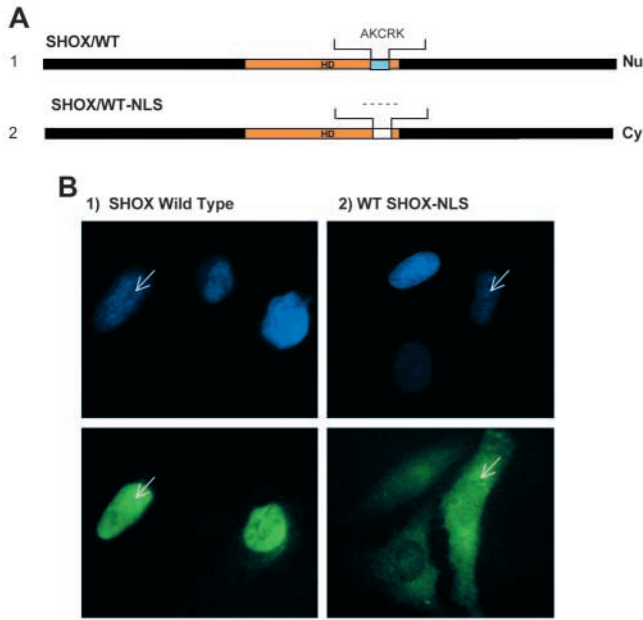 A
AKCRK
SHOX/WT
1 HD Nu
SHOX/WT-NLS
-----
2 HD Cy
B
1) SHOX Wild Type 2) WT SHOX-NLS